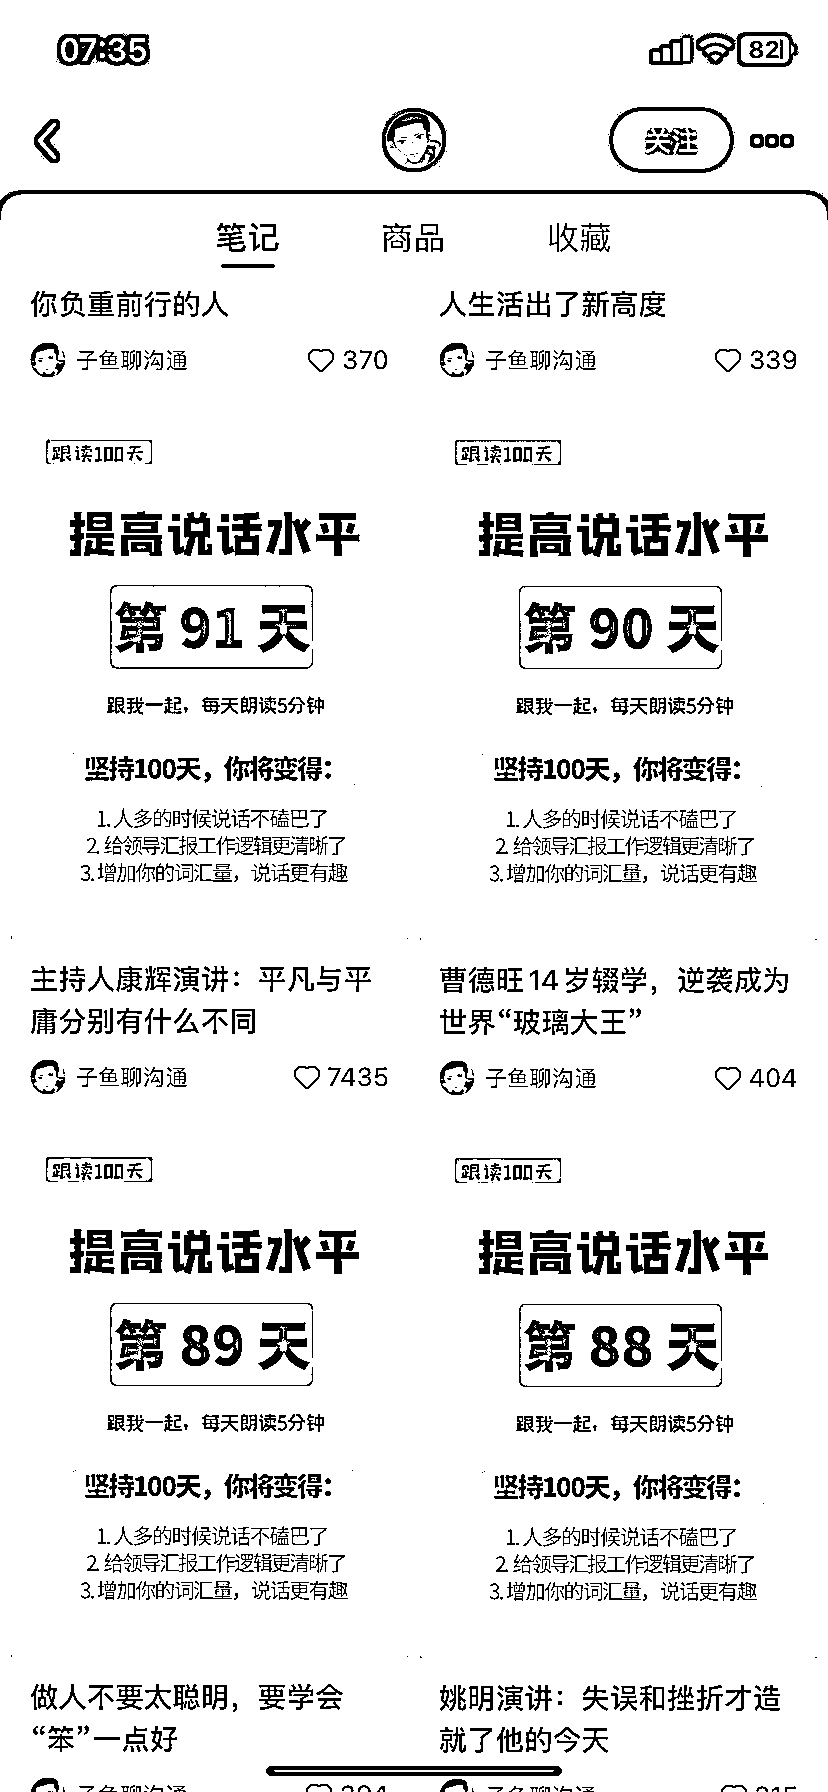 07:35
82
关注
笔记
商品
收藏
你负重前行的人
子鱼聊沟通
370
人生活出了新高度
子鱼聊沟通
339
跟读100天
提高说话水平
第 91 天
跟我一起，每天朗读5分钟
坚持100天，你将变得：
1.人多的时候说话不磕巴了
2.给领导汇报工作逻辑更清晰了
3.增加你的词汇量，说话更有趣
主持人康辉演讲：平凡与平
庸分别有什么不同
子鱼聊沟通
7435
跟读100天
提高说话水平
第 90 天
跟我一起，每天朗读5分钟
坚持100天，你将变得：
1.人多的时候说话不磕巴了
2.给领导汇报工作逻辑更清晰了
3.增加你的词汇量，说话更有趣
曹德旺14岁辍学，逆袭成为
世界“玻璃大王”
子鱼聊沟通
404
跟读100天
提高说话水平
第 89 天
跟我一起，每天朗读5分钟
坚持100天，你将变得：
1.人多的时候说话不磕巴了
2.给领导汇报工作逻辑更清晰了
3.增加你的词汇量，说话更有趣
做人不要太聪明，要学会
“笨”一点好
子鱼聊沟通
跟读100天
提高说话水平
第 88 天
跟我一起，每天朗读5分钟
坚持100天，你将变得：
1.人多的时候说话不磕巴了
2.给领导汇报工作逻辑更清晰了
3.增加你的词汇量，说话更有趣
姚明演讲：失误和挫折才造
就了他的今天
子鱼聊沟通